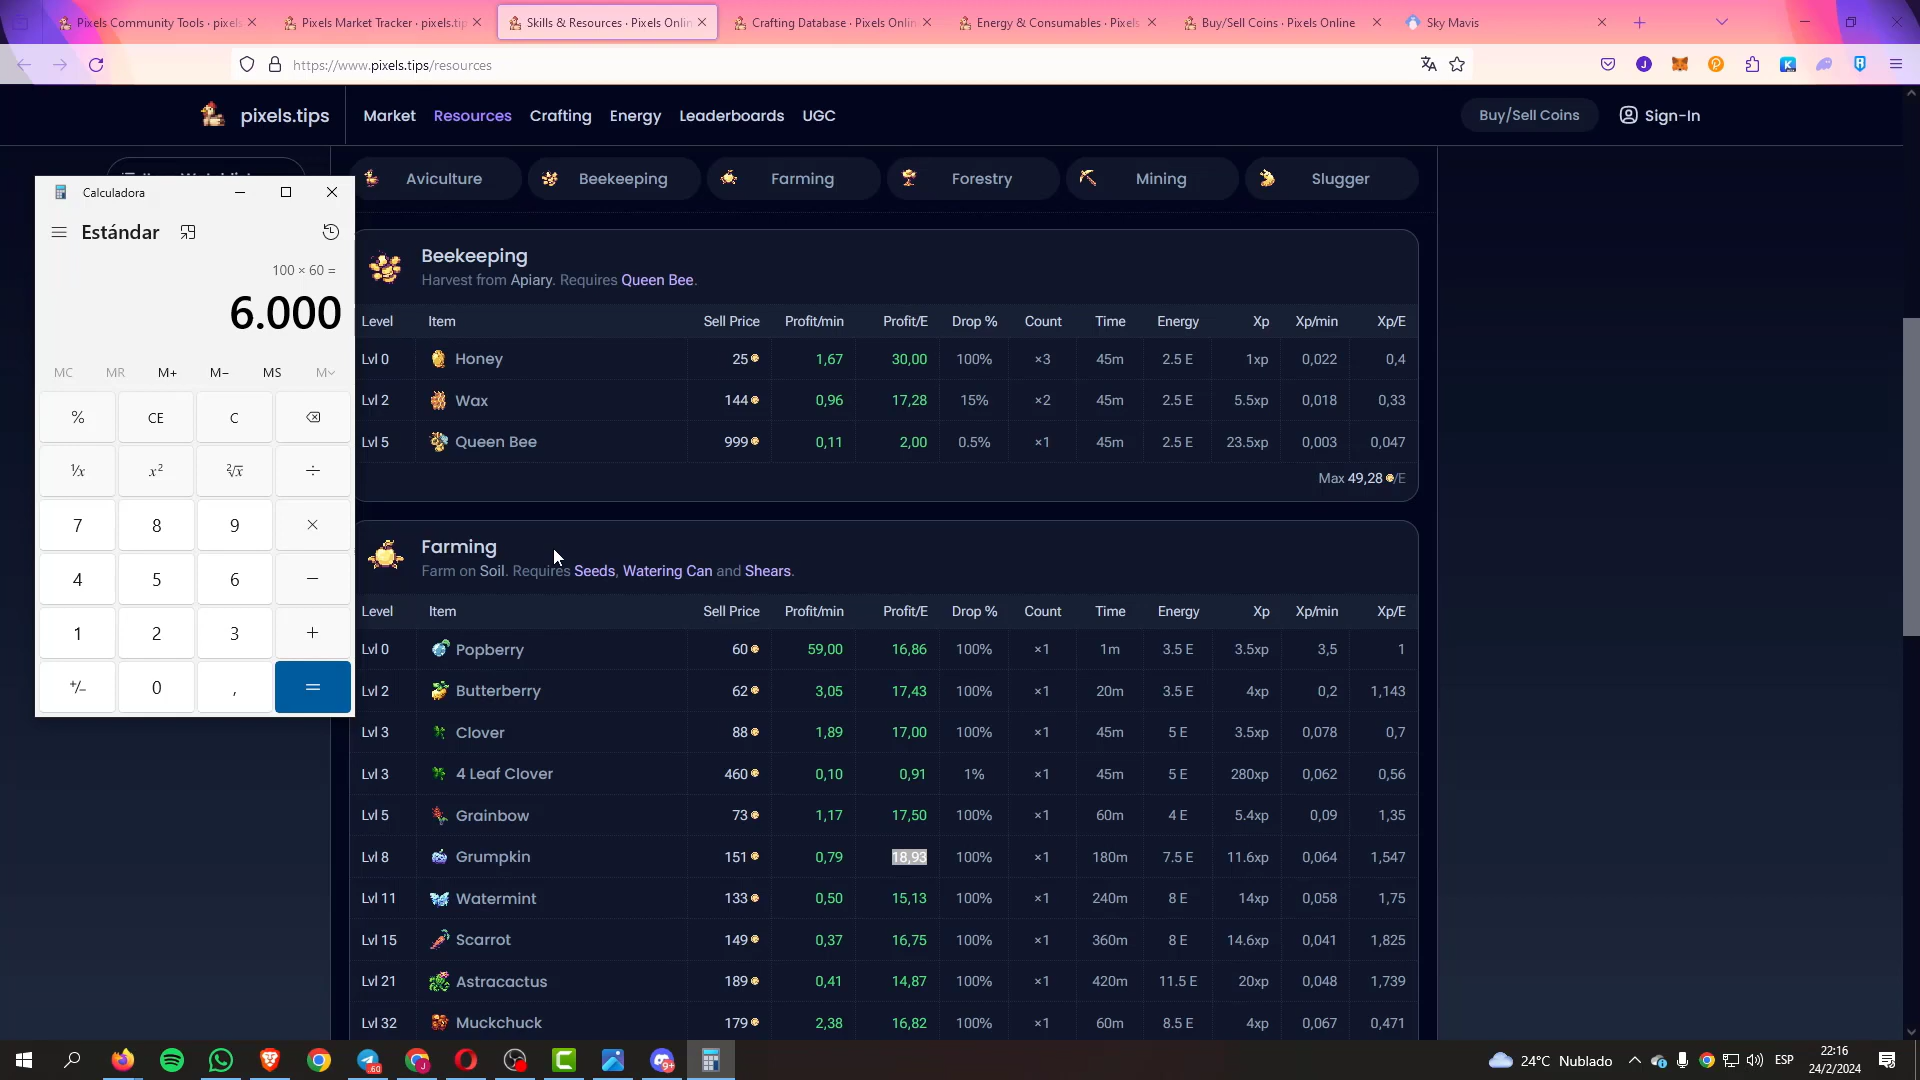 Pixels Community Tools · pixels
Pixels Market Tracker · pixels.tip
Skills & Resources · Pixels Onlin
Crafting Database · Pixels Onlin
Energy & Consumables · Pixels
Buy/Sell Coins · Pixels Online
Sky Mavis
https://www.pixels.tips/resources
pixels.tips
Market
Resources
Crafting
Energy
Leaderboards
UGC
Buy/Sell Coins
Sign-In
Aviculture
Beekeeping
Farming
Forestry
Mining
Slugger
Calculadora
Estándar
100 × 60 =
6.000
MC MR M+ M− MS M˅
% CE C
¹/x x² ²√x ÷
7 8 9 ×
4 5 6 −
1 2 3 +
+/− 0 , =
Beekeeping
Harvest from Apiary. Requires Queen Bee.
Level Item Sell Price Profit/min Profit/E Drop % Count Time Energy Xp Xp/min Xp/E
Lvl 0 Honey 25 1,67 30,00 100% ×3 45m 2.5 E 1xp 0,022 0,4
Lvl 2 Wax 144 0,96 17,28 15% ×2 45m 2.5 E 5.5xp 0,018 0,33
Lvl 5 Queen Bee 999 0,11 2,00 0.5% ×1 45m 2.5 E 23.5xp 0,003 0,047
Max 49,28 /E
Farming
Farm on Soil. Requires Seeds, Watering Can and Shears.
Level Item Sell Price Profit/min Profit/E Drop % Count Time Energy Xp Xp/min Xp/E
Lvl 0 Popberry 60 59,00 16,86 100% ×1 1m 3.5 E 3.5xp 3,5 1
Lvl 2 Butterberry 62 3,05 17,43 100% ×1 20m 3.5 E 4xp 0,2 1,143
Lvl 3 Clover 88 1,89 17,00 100% ×1 45m 5 E 3.5xp 0,078 0,7
Lvl 3 4 Leaf Clover 460 0,10 0,91 1% ×1 45m 5 E 280xp 0,062 0,56
Lvl 5 Grainbow 73 1,17 17,50 100% ×1 60m 4 E 5.4xp 0,09 1,35
Lvl 8 Grumpkin 151 0,79 18,93 100% ×1 180m 7.5 E 11.6xp 0,064 1,547
Lvl 11 Watermint 133 0,50 15,13 100% ×1 240m 8 E 14xp 0,058 1,75
Lvl 15 Scarrot 149 0,37 16,75 100% ×1 360m 8 E 14.6xp 0,041 1,825
Lvl 21 Astracactus 189 0,41 14,87 100% ×1 420m 11.5 E 20xp 0,048 1,739
Lvl 32 Muckchuck 179 2,38 16,82 100% ×1 60m 8.5 E 4xp 0,067 0,471
24°C Nublado
ESP
22:16
24/2/2024